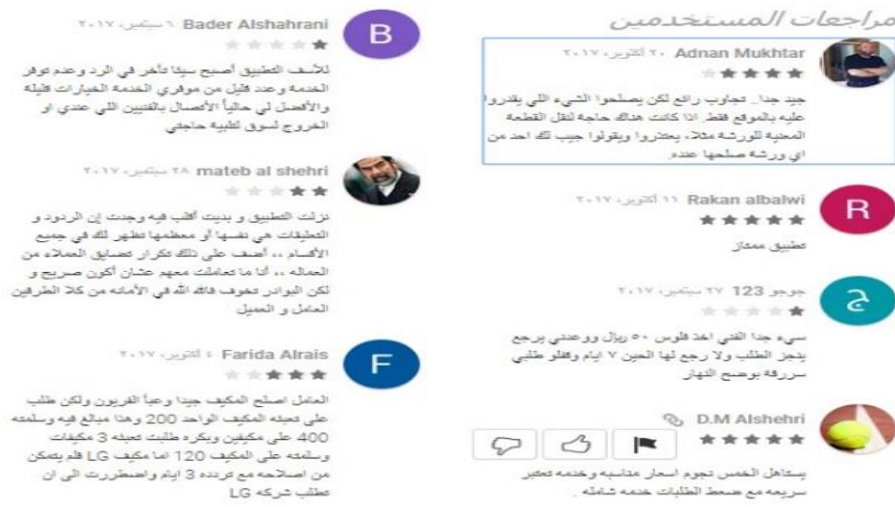 مراجعات المستخدمين
Adnan Mukhtar ٢٠ أكتوبر، ٢٠١٧
جيد جدا.. تجاوب رائع لكن يصلحوا الشيء اللي يقدروا
عليه بالموقع فقط. اذا كانت هناك حاجة لنقل القطعه
المعنية للورشه مثلا، يعتذروا ويقولوا جيب لك احد من
اي ورشة صلحها عنده.
Rakan albalwi ١١ أكتوبر، ٢٠١٧
تطبيق ممتاز
جوجو 123 ٢٧ سبتمبر، ٢٠١٧
سيء جدا الفني اخذ فلوس ٥٠ ريال ووعدني يرجع
ينجز الطلب ولا رجع لها الحين ٧ ايام وقفلو طلبي
سررقة بوضح النهار
D.M Alshehri
يستاهل الخمس نجوم اسعار مناسبه وخدمه تعتبر
سريعه مع ضغط الطلبات خدمه شامله .
Bader Alshahrani ٦ سبتمبر، ٢٠١٧
للأسف التطبيق أصبح سيئا تأخر في الرد وعدم توفر
الخدمه وعدد قليل من موفري الخدمة الخيارات قليله
والأفضل لي حالياً الأتصال بالفنيين اللي عندي او
الخروج لسوق لتلبية حاجتي
mateb al shehri ٢٨ سبتمبر، ٢٠١٧
نزلت التطبيق و بديت أقلب فيه وجدت إن الردود و
التعليقات هي نفسها أو معظمها تظهر لك في جميع
الأقسام ،، أضف على ذلك تكرار تضايق العملاء من
العماله ،، أنا ما تعاملت معهم عشان أكون صريح و
لكن البوادر تخوف فالله الله في الأمانه من كلا الطرفين
العامل و العميل
Farida Alrais ٤ أكتوبر، ٢٠١٧
العامل اصلح المكيف جيدا وعبأ الفريون ولكن طلب
على تعبئه المكيف الواحد 200 وهذا مبالغ فيه وسلمته
400 على مكيفين وبكره طلبت تعبئه 3 مكيفات
وسلمته على المكيف 120 اما مكيف LG فلم يتمكن
من اصلاحه مع تردده 3 ايام واضطررت الى ان
تطلب شركه LG